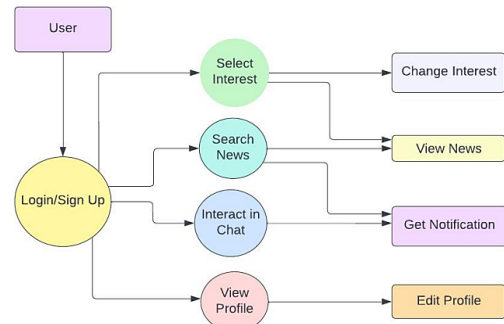 User
Select
Interest
Change Interest
Search
News
View News
Login/Sign Up
Interact in
Chat
Get Notification
View
Profile
Edit Profile